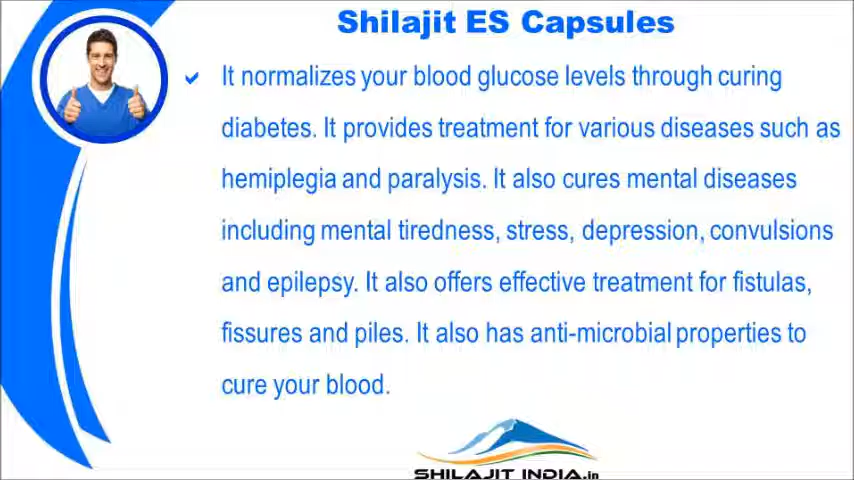 Shilajit ES Capsules
It normalizes your blood glucose levels through curing
diabetes. It provides treatment for various diseases such as
hemiplegia and paralysis. It also cures mental diseases
including mental tiredness, stress, depression, convulsions
and epilepsy. It also offers effective treatment for fistulas,
fissures and piles. It also has anti-microbial properties to
cure your blood.
SHILAJIT INDIA.in